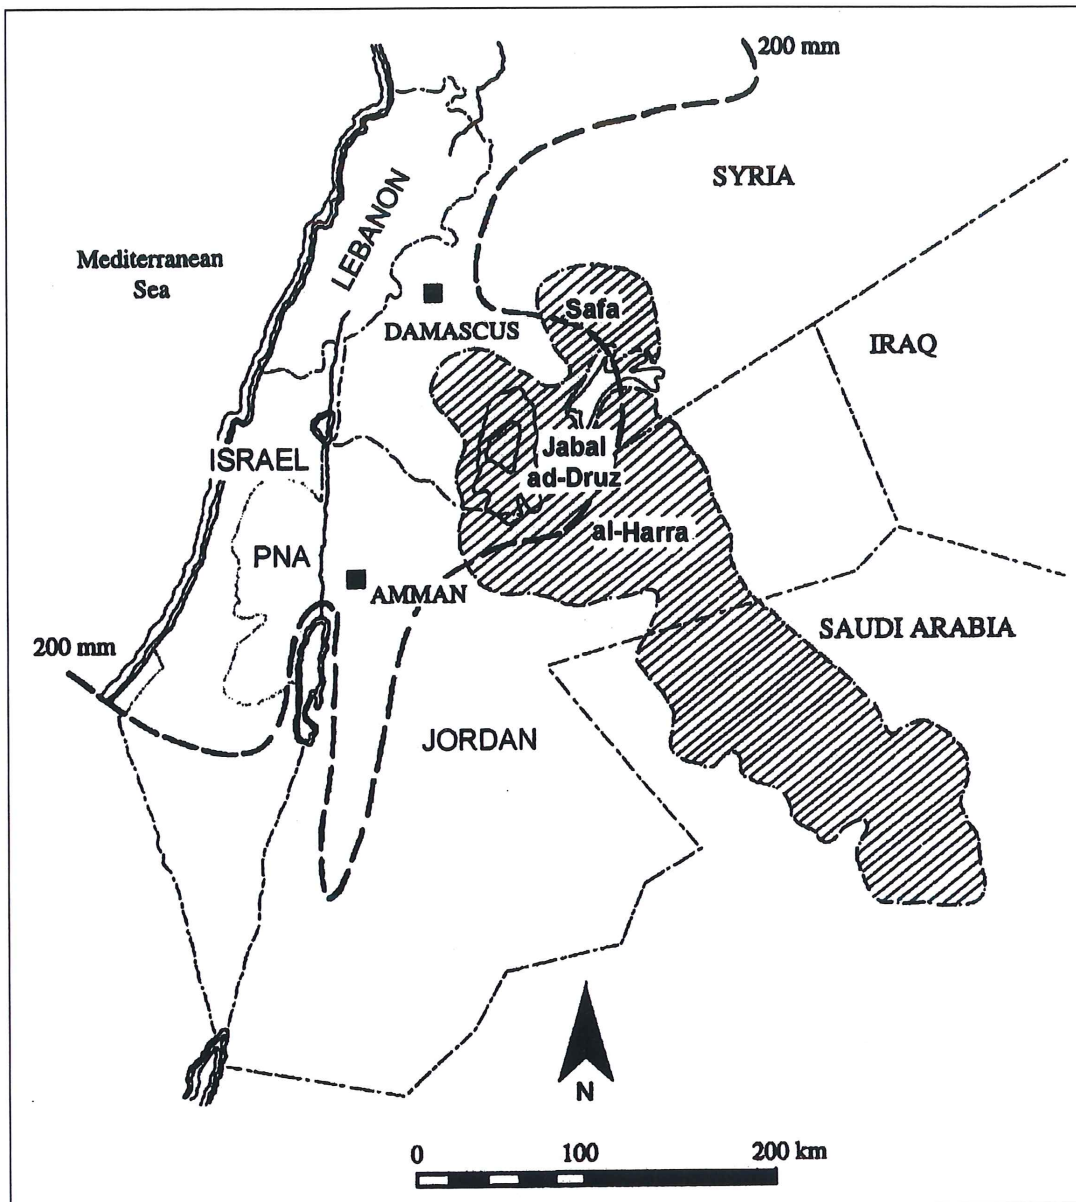 200 mm
SYRIA
LEBANON
Mediterranean
Sea
DAMASCUS
Safa
IRAQ
ISRAEL
Jabal
ad-Druz
al-Harra
PNA
AMMAN
SAUDI ARABIA
200 mm
JORDAN
N
0 100 200 km